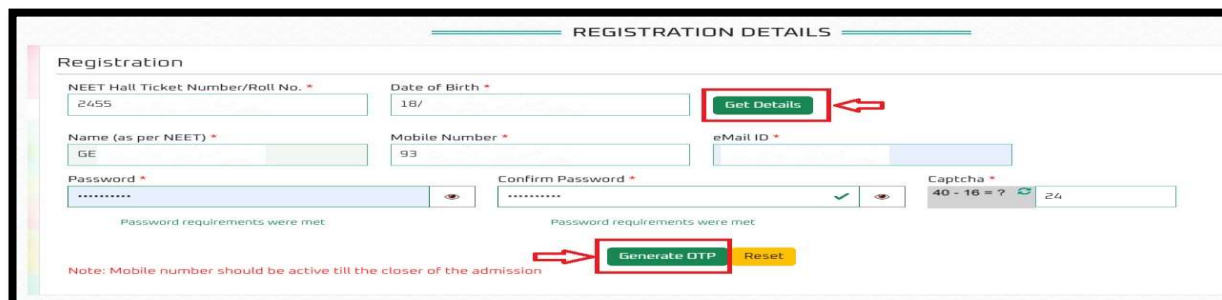 REGISTRATION DETAILS
Registration
NEET Hall Ticket Number/Roll No. * Date of Birth *
2455 18/ Get Details
Name (as per NEET) * Mobile Number * eMail ID *
GE 93
Password * Confirm Password * Captcha *
•••••••••• •••••••••• 40 - 16 = ? 24
Password requirements were met Password requirements were met
Generate OTP Reset
Note: Mobile number should be active till the closer of the admission